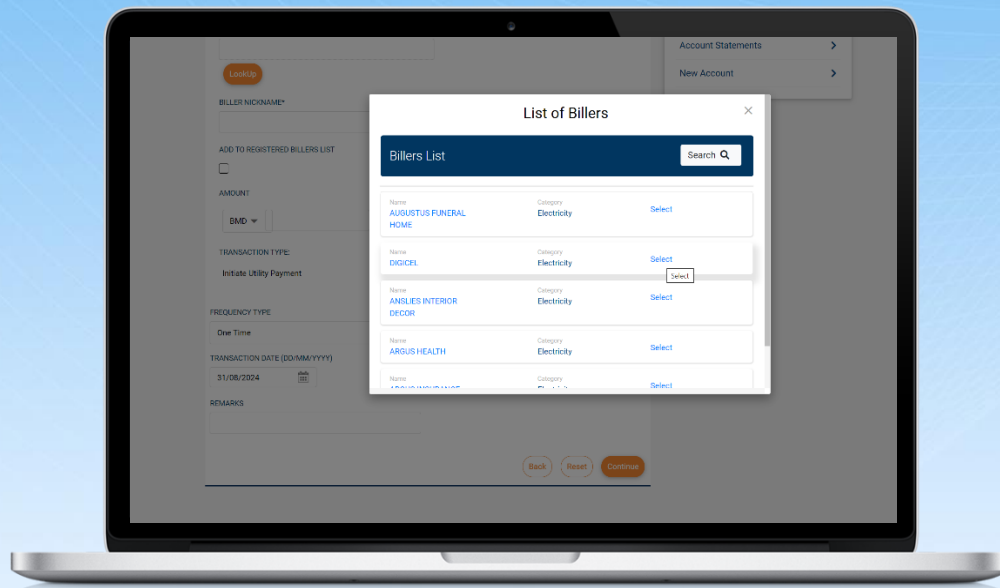 Account Statements
New Account
LookUp
BILLER NICKNAME*
ADD TO REGISTERED BILLERS LIST
AMOUNT
BMD
TRANSACTION TYPE:
Initiate Utility Payment
FREQUENCY TYPE
One Time
TRANSACTION DATE (DD/MM/YYYY)
31/08/2024
REMARKS
Back Reset Continue
List of Billers
×
Billers List
Search
Name Category
AUGUSTUS FUNERAL HOME Electricity Select
Name Category
DIGICEL Electricity Select
Select
Name Category
ANSLIES INTERIOR DECOR Electricity Select
Name Category
ARGUS HEALTH Electricity Select
Name Category
ARGUS INSURANCE Electricity Select